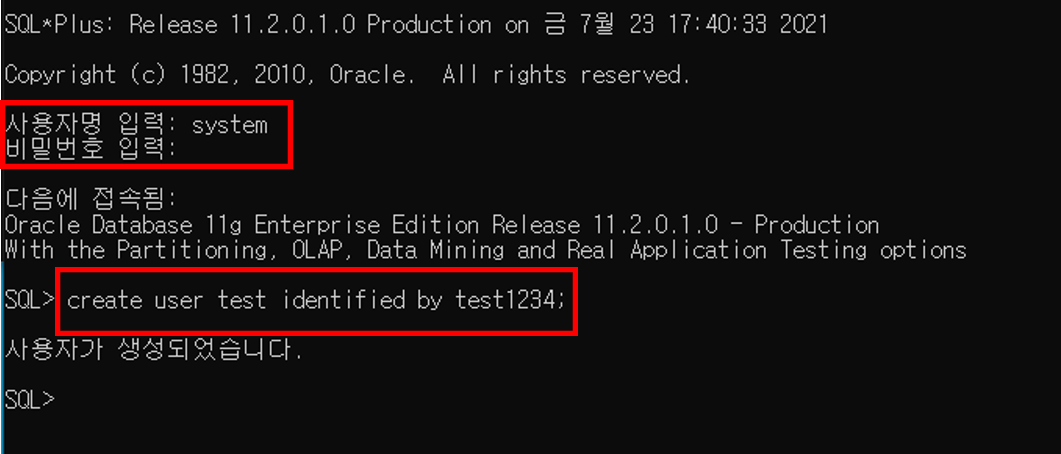 SQL*Plus: Release 11.2.0.1.0 Production on 금 7월 23 17:40:33 2021
Copyright (c) 1982, 2010, Oracle.  All rights reserved.
사용자명 입력: system
비밀번호 입력:
다음에 접속됨:
Oracle Database 11g Enterprise Edition Release 11.2.0.1.0 - Production
With the Partitioning, OLAP, Data Mining and Real Application Testing options
SQL> create user test identified by test1234;
사용자가 생성되었습니다.
SQL>